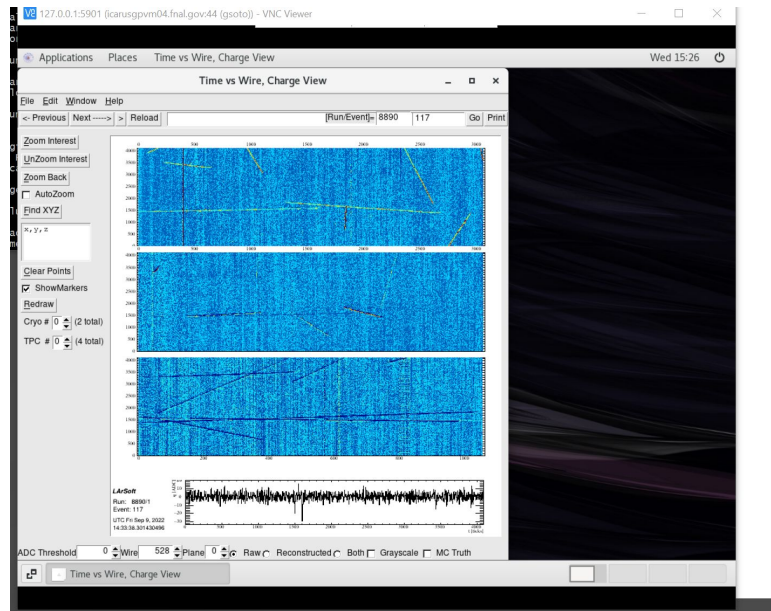 127.0.0.1:5901 (icarusgpvm04.fnal.gov:44 (gsoto)) - VNC Viewer
Applications Places Time vs Wire, Charge View Wed 15:26
Time vs Wire, Charge View
File Edit Window Help
<- Previous Next -----> > Reload [Run/Event]= 8890 117 Go Print
Zoom Interest
UnZoom Interest
Zoom Back
AutoZoom
Find XYZ
x,y,z
Clear Points
ShowMarkers
Redraw
Cryo # 0 (2 total)
TPC # 0 (4 total)
LArSoft
Run: 8890/1
Event: 117
UTC Fri Sep 9, 2022
14:33:38.301430496
ADC Threshold 0 Wire 528 Plane 0 Raw Reconstructed Both Grayscale MC Truth
Time vs Wire, Charge View